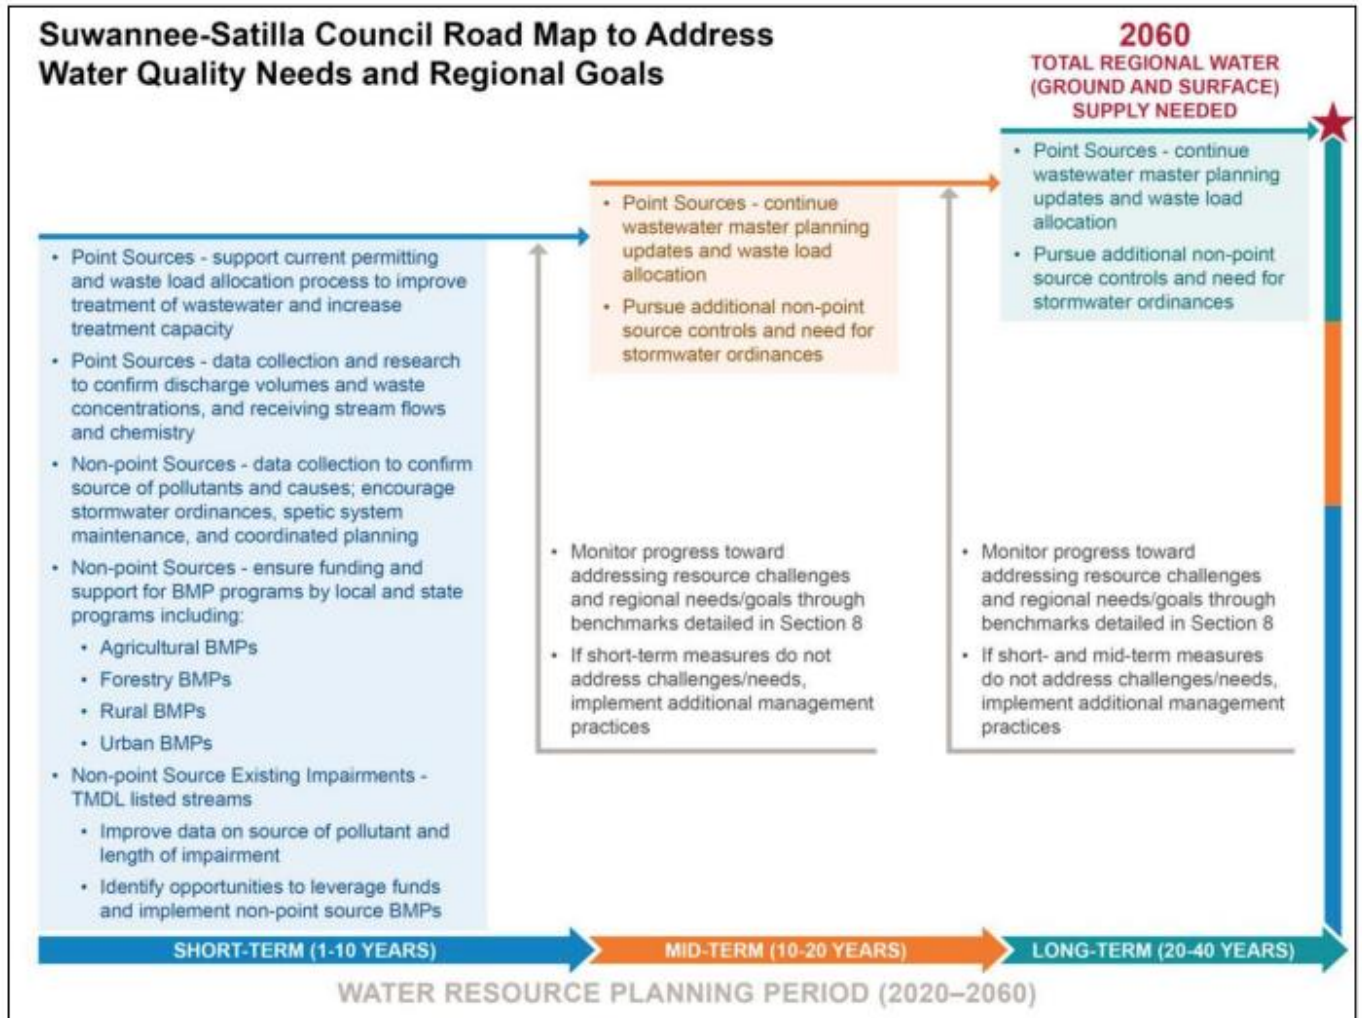 Suwannee-Satilla Council Road Map to Address
Water Quality Needs and Regional Goals
2060
TOTAL REGIONAL WATER
(GROUND AND SURFACE)
SUPPLY NEEDED
• Point Sources - support current permitting
and waste load allocation process to improve
treatment of wastewater and increase
treatment capacity
• Point Sources - data collection and research
to confirm discharge volumes and waste
concentrations, and receiving stream flows
and chemistry
• Non-point Sources - data collection to confirm
source of pollutants and causes; encourage
stormwater ordinances, spetic system
maintenance, and coordinated planning
• Non-point Sources - ensure funding and
support for BMP programs by local and state
programs including:
• Agricultural BMPs
• Forestry BMPs
• Rural BMPs
• Urban BMPs
• Non-point Source Existing Impairments -
TMDL listed streams
• Improve data on source of pollutant and
length of impairment
• Identify opportunities to leverage funds
and implement non-point source BMPs
• Point Sources - continue
wastewater master planning
updates and waste load
allocation
• Pursue additional non-point
source controls and need for
stormwater ordinances
• Monitor progress toward
addressing resource challenges
and regional needs/goals through
benchmarks detailed in Section 8
• If short-term measures do not
address challenges/needs,
implement additional management
practices
• Point Sources - continue
wastewater master planning
updates and waste load
allocation
• Pursue additional non-point
source controls and need for
stormwater ordinances
• Monitor progress toward
addressing resource challenges
and regional needs/goals through
benchmarks detailed in Section 8
• If short- and mid-term measures
do not address challenges/needs,
implement additional management
practices
SHORT-TERM (1-10 YEARS)
MID-TERM (10-20 YEARS)
LONG-TERM (20-40 YEARS)
WATER RESOURCE PLANNING PERIOD (2020–2060)